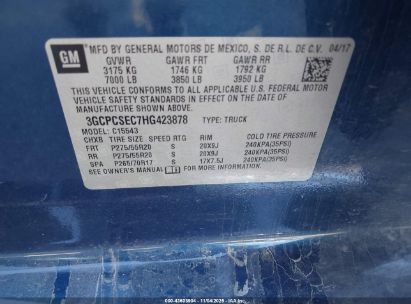 GM
MFD BY GENERAL MOTORS DE MEXICO, S. DE R.L. DE C.V. 04/17
GVWR GAWR FRT GAWR RR
3175 KG 1746 KG 1792 KG
7000 LB 3850 LB 3950 LB
THIS VEHICLE CONFORMS TO ALL APPLICABLE U.S. FEDERAL MOTOR
VEHICLE SAFETY AND THEFT PREVENTION STANDARDS IN EFFECT ON THE DATE OF
MANUFACTURE SHOWN ABOVE.
3GCPCSEC7HG423878 TYPE: TRUCK
C15543
CHXB TIRE SIZE SPEED RTG RIM COLD TIRE PRESSURE
FRT P275/55R20 S 20X9J 240KPA(35PSI)
RR P275/55R20 S 20X9J 240KPA(35PSI)
SPA P265/70R17 S 17X7.5J 240KPA(35PSI)
SEE OWNER'S MANUAL FOR MORE INFORMATION.